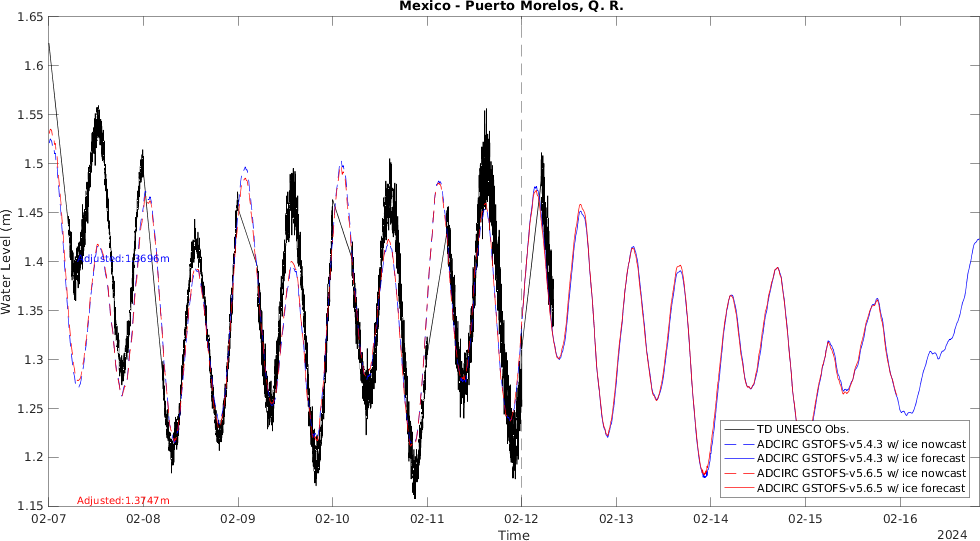 Mexico - Puerto Morelos, Q. R.
1.65
1.6
1.55
1.5
1.45
1.4
1.35
1.3
1.25
1.2
1.15
Water Level (m)
Adjusted:1.3696m
Adjusted:1.3747m
TD UNESCO Obs.
ADCIRC GSTOFS-v5.4.3 w/ ice nowcast
ADCIRC GSTOFS-v5.4.3 w/ ice forecast
ADCIRC GSTOFS-v5.6.5 w/ ice nowcast
ADCIRC GSTOFS-v5.6.5 w/ ice forecast
02-07 02-08 02-09 02-10 02-11 02-12 02-13 02-14 02-15 02-16
Time
2024